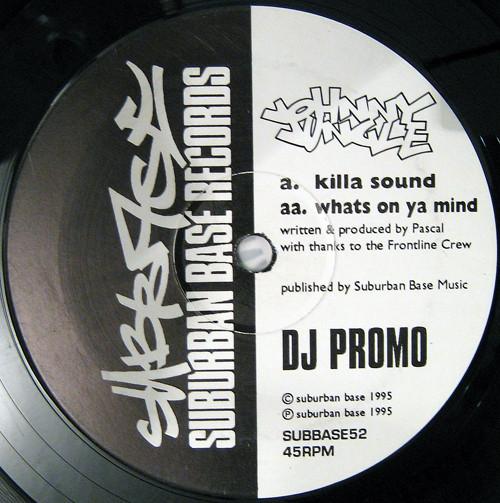 SUBBASE
SUBURBAN BASE RECORDS
JOHNNY
JUNGLE
a. killa sound
aa. whats on ya mind
written & produced by Pascal
with thanks to the Frontline Crew
published by Suburban Base Music
DJ PROMO
© suburban base 1995
℗ suburban base 1995
SUBBASE52
45RPM